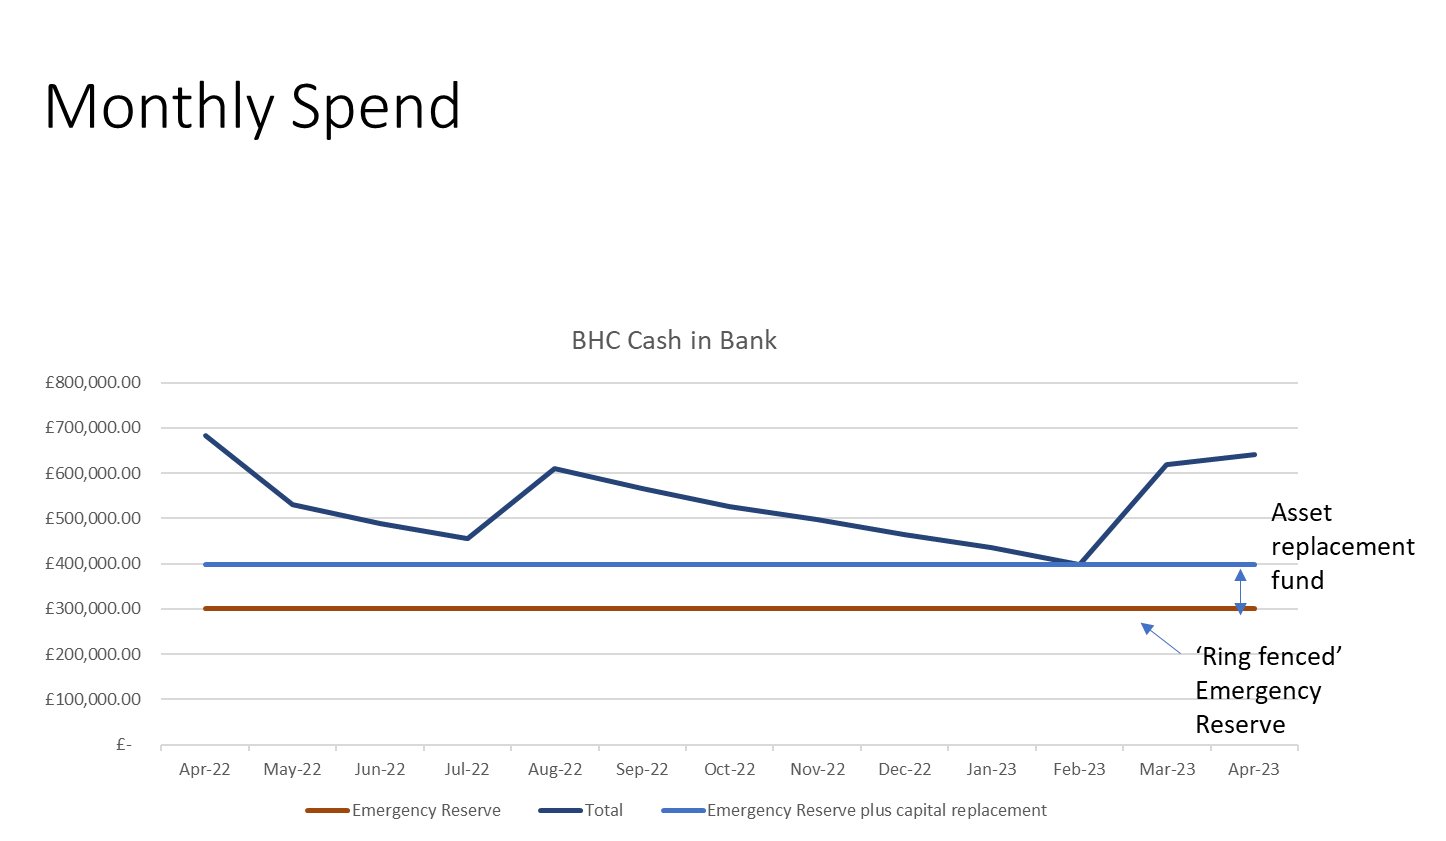 Monthly Spend
BHC Cash in Bank
£800,000.00
£700,000.00
£600,000.00
£500,000.00
£400,000.00
£300,000.00
£200,000.00
£100,000.00
£-
Asset
replacement
fund
‘Ring fenced’
Emergency
Reserve
Apr-22 May-22 Jun-22 Jul-22 Aug-22 Sep-22 Oct-22 Nov-22 Dec-22 Jan-23 Feb-23 Mar-23 Apr-23
Emergency Reserve Total Emergency Reserve plus capital replacement